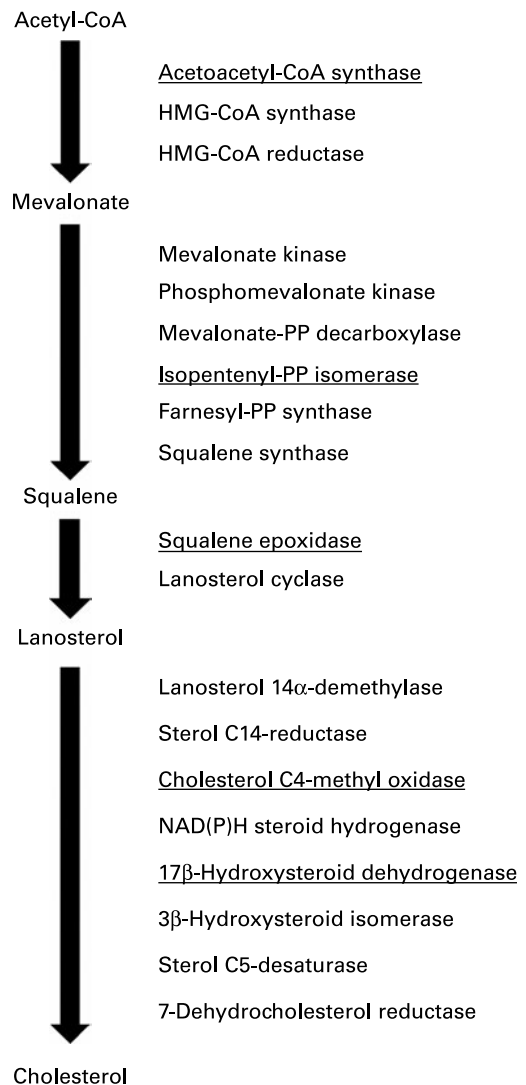 Acetyl-CoA
Acetoacetyl-CoA synthase
HMG-CoA synthase
HMG-CoA reductase
Mevalonate
Mevalonate kinase
Phosphomevalonate kinase
Mevalonate-PP decarboxylase
Isopentenyl-PP isomerase
Farnesyl-PP synthase
Squalene synthase
Squalene
Squalene epoxidase
Lanosterol cyclase
Lanosterol
Lanosterol 14α-demethylase
Sterol C14-reductase
Cholesterol C4-methyl oxidase
NAD(P)H steroid hydrogenase
17β-Hydroxysteroid dehydrogenase
3β-Hydroxysteroid isomerase
Sterol C5-desaturase
7-Dehydrocholesterol reductase
Cholesterol